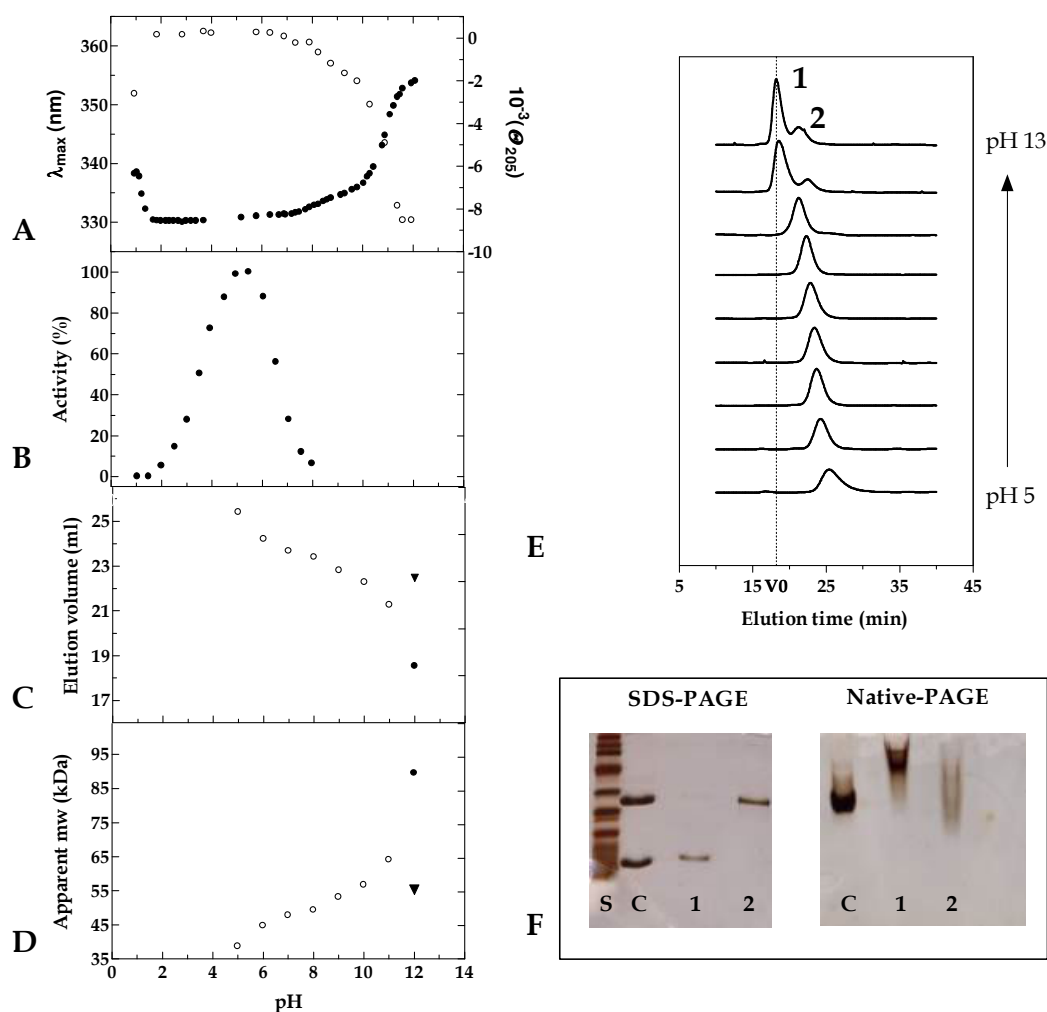 A
λmax (nm)
360
350
340
330
0
-2
-4
-6
-8
-10
10⁻³(Θ₂₀₅)
B
Activity (%)
100
80
60
40
20
0
C
Elution volume (ml)
25
23
21
19
17
D
Apparent mw (kDa)
95
85
75
65
55
45
35
0 2 4 6 8 10 12 14
pH
E
1
2
pH 13
pH 5
5 15 V0 25 35 45
Elution time (min)
F
SDS-PAGE Native-PAGE
S C 1 2 C 1 2